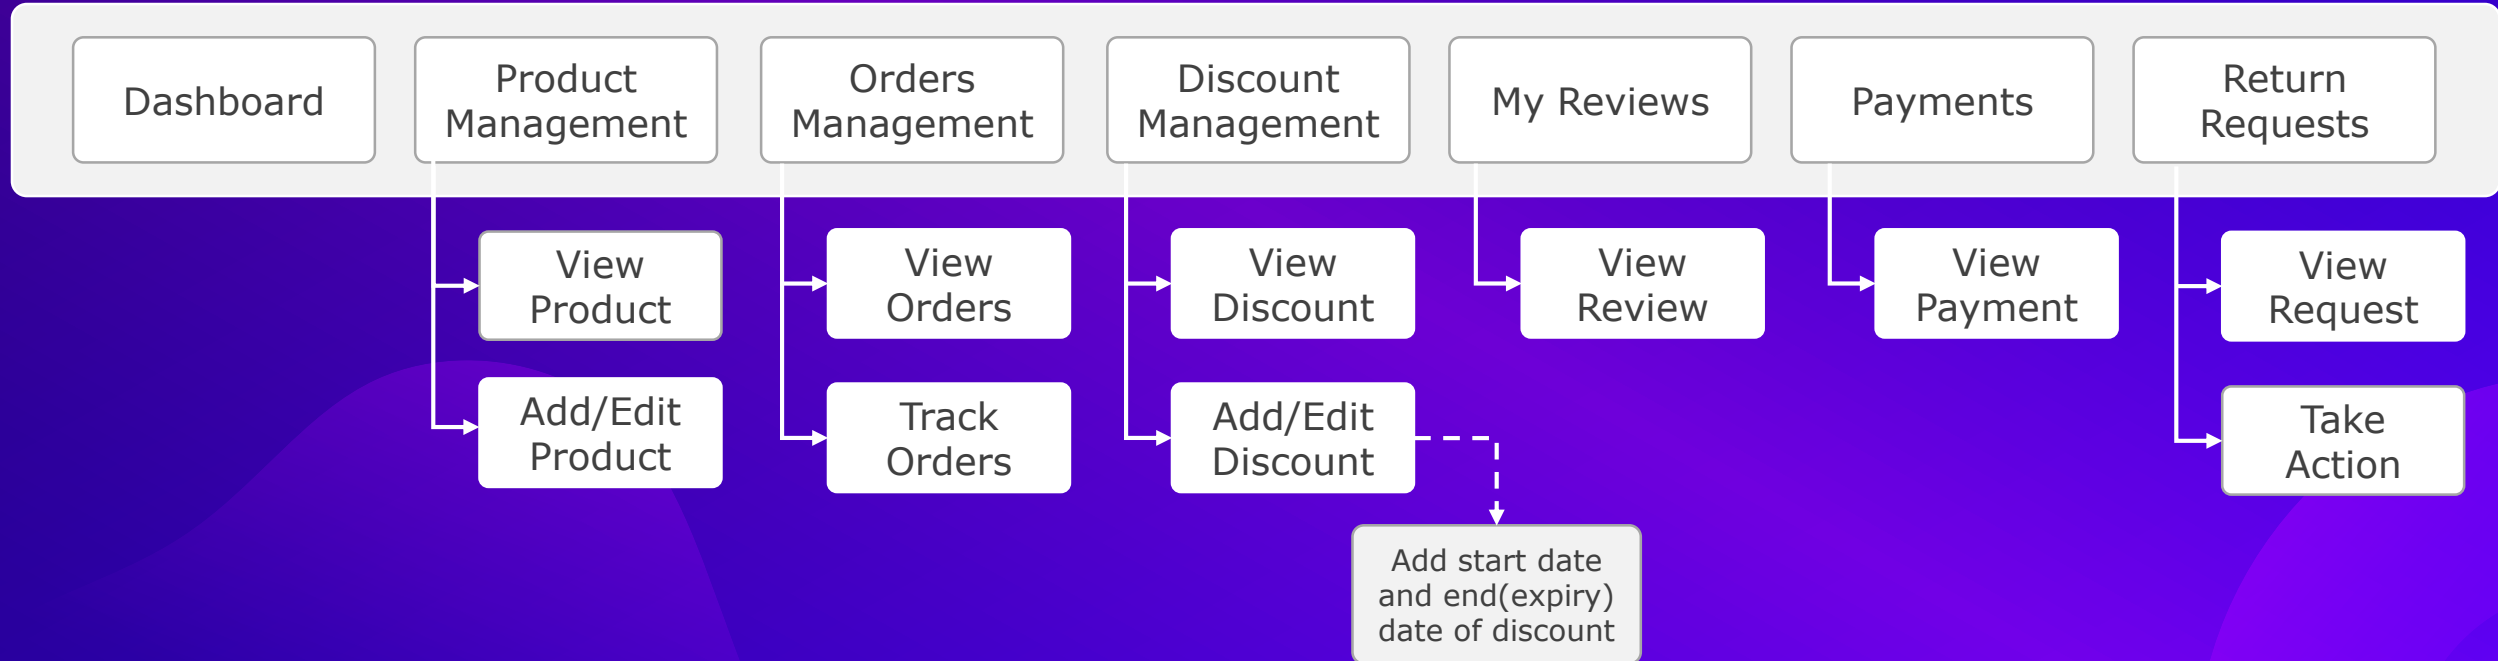 Dashboard
Product
Management
Orders
Management
Discount
Management
My Reviews
Payments
Return
Requests
View
Product
View
Orders
View
Discount
View
Review
View
Payment
View
Request
Add/Edit
Product
Track
Orders
Add/Edit
Discount
Take
Action
Add start date
and end(expiry)
date of discount